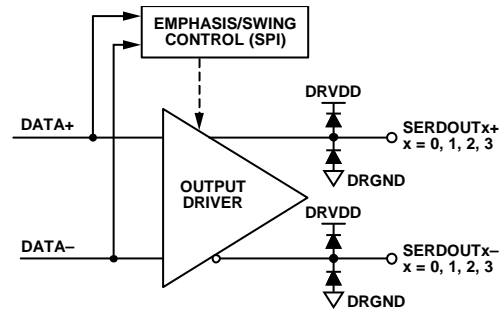 EMPHASIS/SWING
CONTROL (SPI)
DRVDD
DATA+
SERDOUTx+
x = 0, 1, 2, 3
DRGND
OUTPUT
DRIVER
DRVDD
DATA–
SERDOUTx–
x = 0, 1, 2, 3
DRGND